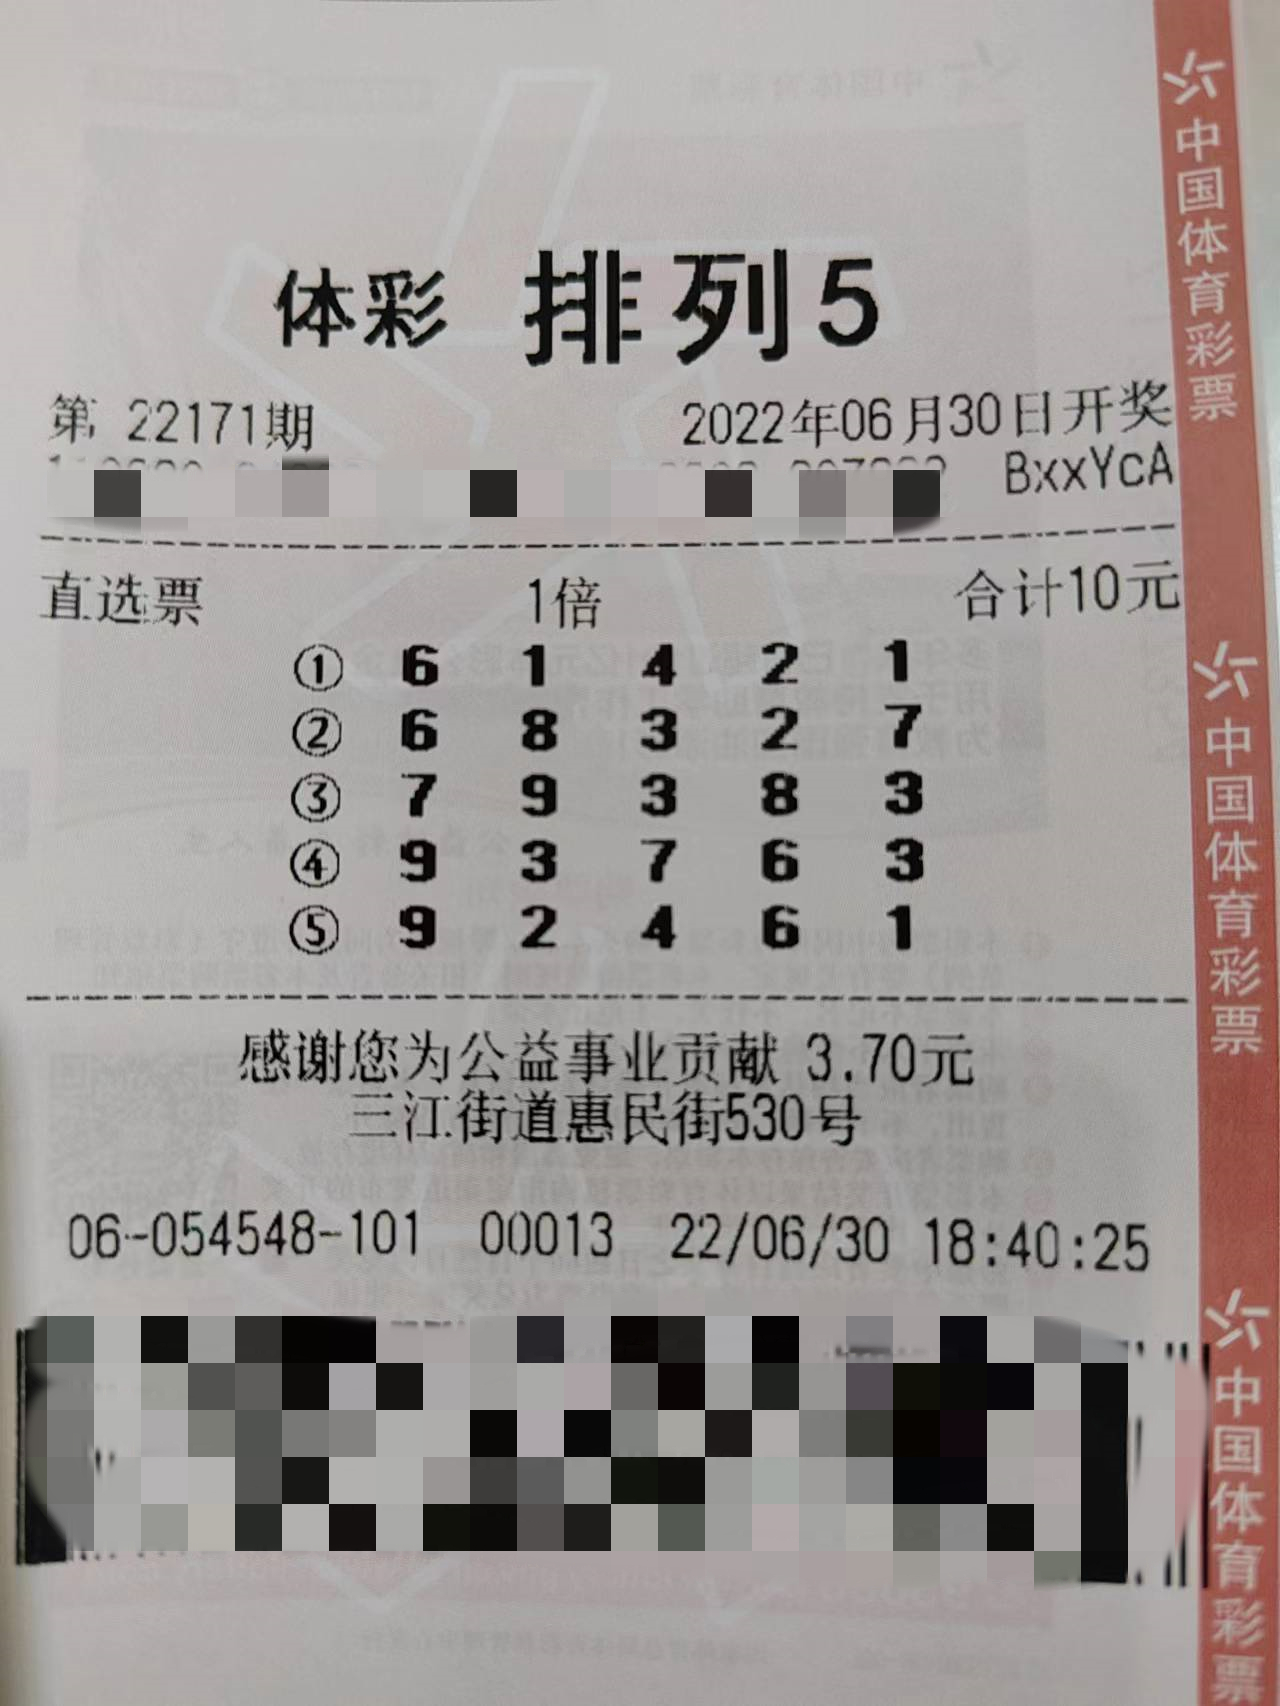 体彩 排列5
第 22171期 2022年06月30日开奖
BxxYcA
直选票 1倍 合计10元
① 6 1 4 2 1
② 6 8 3 2 7
③ 7 9 3 8 3
④ 9 3 7 6 3
⑤ 9 2 4 6 1
感谢您为公益事业贡献 3.70元
三江街道惠民街530号
06-054548-101 00013 22/06/30 18:40:25
中国体育彩票
中国体育彩票
中国体育彩票